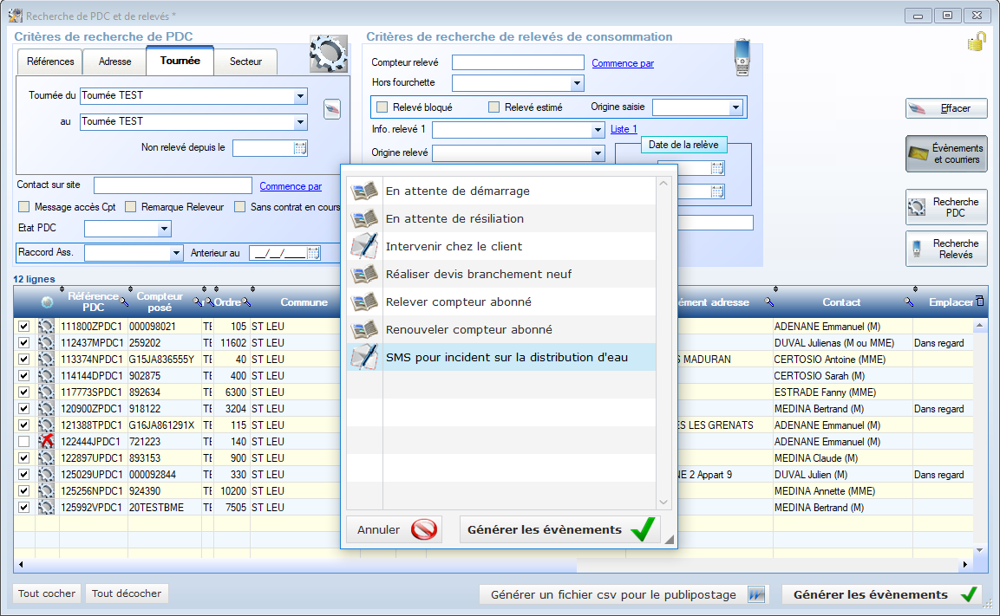 Recherche de PDC et de relevés *
Critères de recherche de PDC
Critères de recherche de relevés de consommation
Références Adresse Tournée Secteur
Tournée du Tournée TEST
au Tournée TEST
Non relevé depuis le
Contact sur site Commence par
Message accès Cpt Remarque Releveur Sans contrat en cours
Etat PDC
Raccord Ass. Anterieur au __/__/____
Compteur relevé Commence par
Hors fourchette
Relevé bloqué Relevé estimé Origine saisie
Info. relevé 1 Liste 1
Origine relevé
Date de la relève
Effacer
Évènements
et courriers
Recherche
PDC
Recherche
Relevés
En attente de démarrage
En attente de résiliation
Intervenir chez le client
Réaliser devis branchement neuf
Relever compteur abonné
Renouveler compteur abonné
SMS pour incident sur la distribution d'eau
Annuler
Générer les évènements
12 lignes
Référence PDC Compteur posé Ordre Commune ément adresse Contact Emplacer
111800ZPDC1 000098021 TE 105 ST LEU ADENANE Emmanuel (M)
112437MPDC1 259202 TE 11602 ST LEU DUVAL Julienas (M ou MME) Dans regard
113374NPDC1 G15JA836555Y TE 40 ST LEU S MADURAN CERTOSIO Antoine (MME)
114144DPDC1 902875 TE 400 ST LEU CERTOSIO Sarah (M)
117773SPDC1 892634 TE 6300 ST LEU ESTRADE Fanny (MME)
120900ZPDC1 918122 TE 3204 ST LEU MEDINA Bertrand (M) Dans regard
121388TPDC1 G16JA861291X TE 115 ST LEU ES LES GRENATS ADENANE Emmanuel (M)
122444JPDC1 721223 TE 140 ST LEU ADENANE Emmanuel (M)
122897UPDC1 893153 TE 900 ST LEU MEDINA Claude (M)
125029UPDC1 000092844 TE 330 ST LEU NE 2 Appart 9 DUVAL Julien (M) Dans regard
125256NPDC1 924390 TE 10200 ST LEU MEDINA Annette (MME)
125992VPDC1 20TESTBME TE 7505 ST LEU MEDINA Bertrand (M)
Tout cocher Tout décocher Générer un fichier csv pour le publipostage Générer les évènements